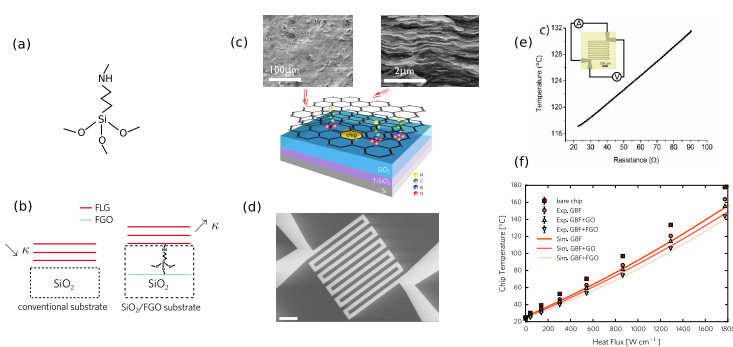 (a)
NH
Si
O
O
O
(b)
FLG
FGO
κ
κ
SiO₂
SiO₂
conventional substrate
SiO₂/FGO substrate
(c)
100μm
2μm
chip
SiO₂
T-SiO₂
Si
N
C
Si
O
(d)
(e)
c)
A
V
132
128
124
120
116
Temperature (°C)
20 30 40 50 60 70 80 90 100
Resistance (Ω)
(f)
180
160
140
120
100
80
60
40
20
Chip Temperature [°C]
bare chip
Exp. GBF
Exp. GBF+GO
Exp. GBF+FGO
Sim. GBF
Sim. GBF+GO
Sim. GBF+FGO
0 200 400 600 800 1000 1200 1400 1600 1800
Heat Flux [W cm⁻¹]